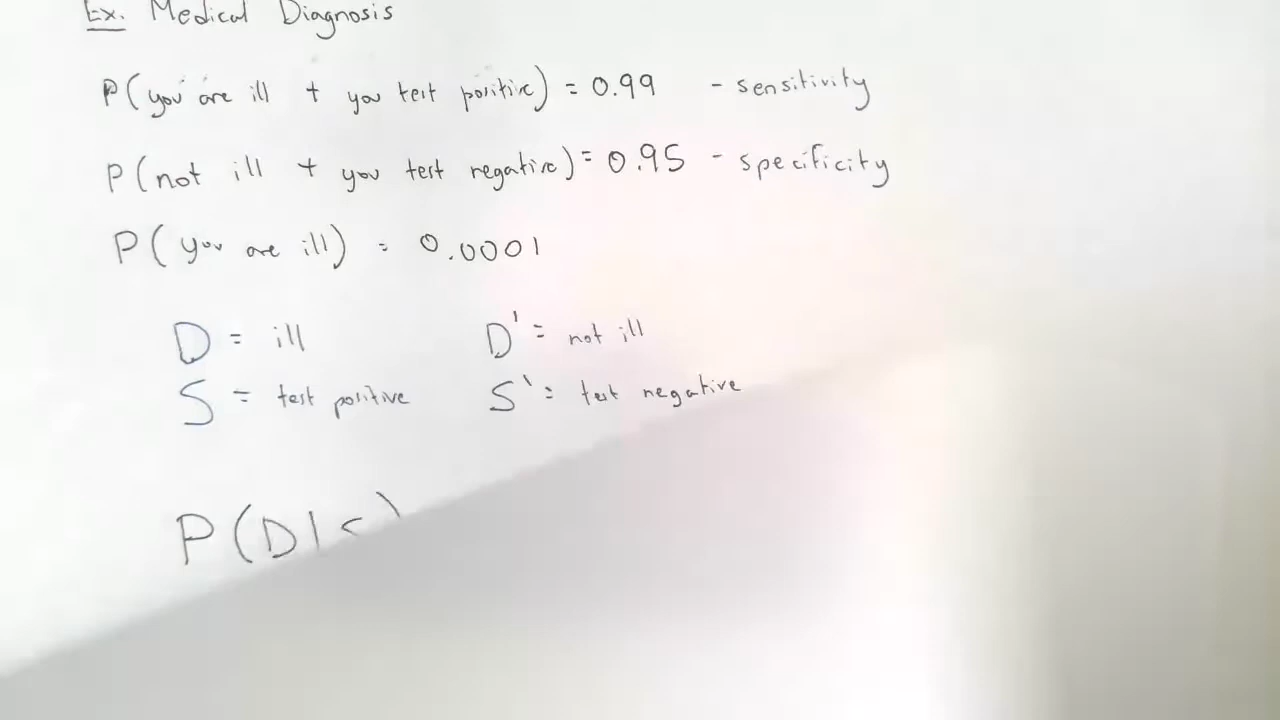 Ex. Medical Diagnosis
P(you are ill + you test positive) = 0.99 - sensitivity
P(not ill + you test negative) = 0.95 - specificity
P(you are ill) = 0.0001
D = ill D' = not ill
S = test positive S' = test negative
P(D|S)